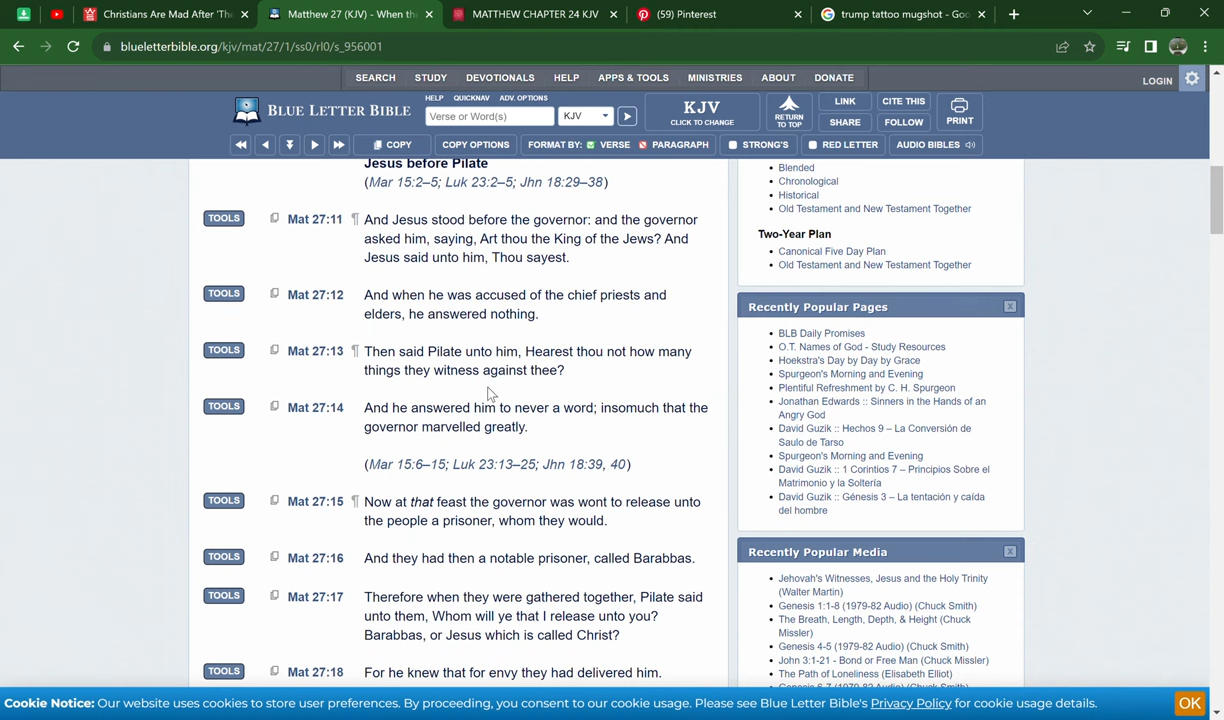 Christians Are Mad After 'The
Matthew 27 (KJV) - When the
MATTHEW CHAPTER 24 KJV
(59) Pinterest
trump tattoo mugshot - Goo
blueletterbible.org/kjv/mat/27/1/ss0/rl0/s_956001
SEARCH STUDY DEVOTIONALS HELP APPS & TOOLS MINISTRIES ABOUT DONATE
LOGIN
BLUE LETTER BIBLE
HELP QUICKNAV ADV. OPTIONS
Verse or Word(s)
KJV
KJV
CLICK TO CHANGE
RETURN
TO TOP
LINK
CITE THIS
SHARE
FOLLOW
PRINT
COPY COPY OPTIONS FORMAT BY: VERSE PARAGRAPH STRONG'S RED LETTER AUDIO BIBLES
Jesus before Pilate
(Mar 15:2–5; Luk 23:2–5; Jhn 18:29–38)
TOOLS Mat 27:11 ¶ And Jesus stood before the governor: and the governor
asked him, saying, Art thou the King of the Jews? And
Jesus said unto him, Thou sayest.
TOOLS Mat 27:12 And when he was accused of the chief priests and
elders, he answered nothing.
TOOLS Mat 27:13 ¶ Then said Pilate unto him, Hearest thou not how many
things they witness against thee?
TOOLS Mat 27:14 And he answered him to never a word; insomuch that the
governor marvelled greatly.
(Mar 15:6–15; Luk 23:13–25; Jhn 18:39, 40)
TOOLS Mat 27:15 ¶ Now at that feast the governor was wont to release unto
the people a prisoner, whom they would.
TOOLS Mat 27:16 And they had then a notable prisoner, called Barabbas.
TOOLS Mat 27:17 Therefore when they were gathered together, Pilate said
unto them, Whom will ye that I release unto you?
Barabbas, or Jesus which is called Christ?
TOOLS Mat 27:18 For he knew that for envy they had delivered him.
Blended
Chronological
Historical
Old Testament and New Testament Together
Two-Year Plan
Canonical Five Day Plan
Old Testament and New Testament Together
Recently Popular Pages
BLB Daily Promises
O.T. Names of God - Study Resources
Hoekstra's Day by Day by Grace
Spurgeon's Morning and Evening
Plentiful Refreshment by C. H. Spurgeon
Jonathan Edwards :: Sinners in the Hands of an
Angry God
David Guzik :: Hechos 9 – La Conversión de
Saulo de Tarso
Spurgeon's Morning and Evening
David Guzik :: 1 Corintios 7 – Principios Sobre el
Matrimonio y la Soltería
David Guzik :: Génesis 3 – La tentación y caída
del hombre
Recently Popular Media
Jehovah's Witnesses, Jesus and the Holy Trinity
(Walter Martin)
Genesis 1:1-8 (1979-82 Audio) (Chuck Smith)
The Breath, Length, Depth, & Height (Chuck
Missler)
Genesis 4-5 (1979-82 Audio) (Chuck Smith)
John 3:1-21 - Bond or Free Man (Chuck Missler)
The Path of Loneliness (Elisabeth Elliot)
Cookie Notice: Our website uses cookies to store user preferences. By proceeding, you consent to our cookie usage. Please see Blue Letter Bible's Privacy Policy for cookie usage details.
OK